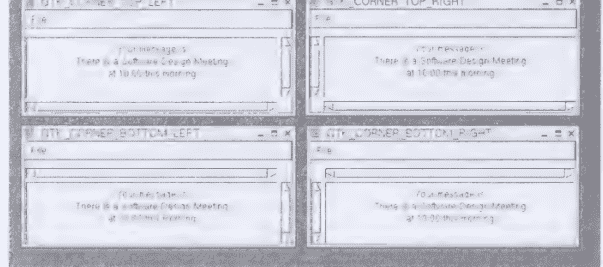 GTK_CORNER_TOP_LEFT
File
Your message is
There is a Software Design Meeting
at 10:00 this morning
GTK_CORNER_TOP_RIGHT
File
Your message is
There is a Software Design Meeting
at 10:00 this morning
GTK_CORNER_BOTTOM_LEFT
File
Your message is
There is a Software Design Meeting
at 10:00 this morning
GTK_CORNER_BOTTOM_RIGHT
File
Your message is
There is a Software Design Meeting
at 10:00 this morning